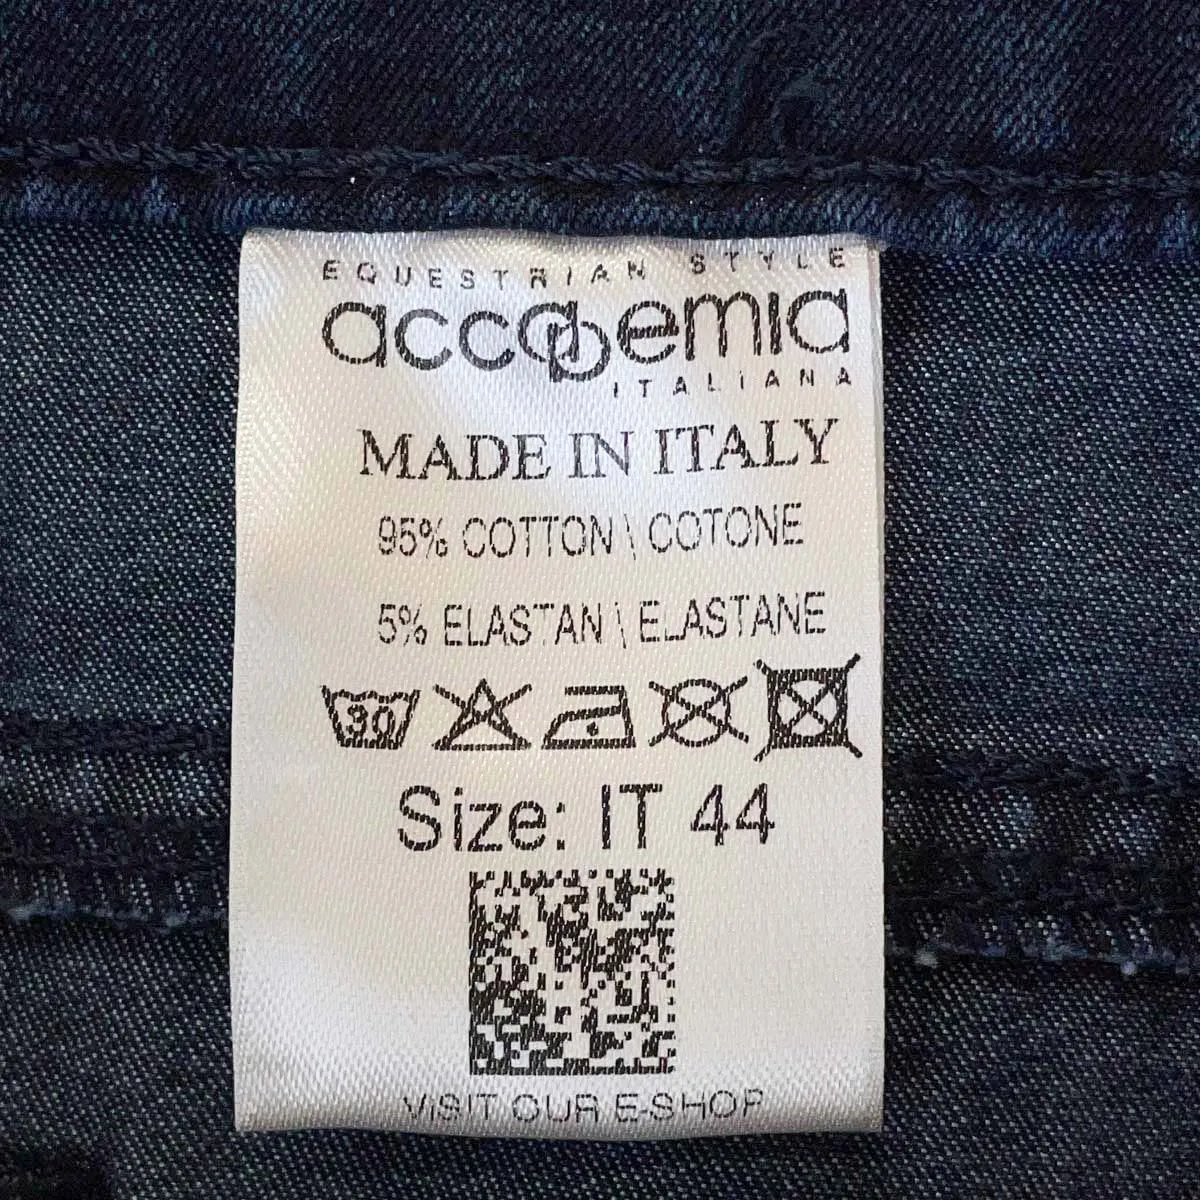 EQUESTRIAN STYLE
accademia
ITALIANA
MADE IN ITALY
95% COTTON \ COTONE
5% ELASTAN \ ELASTANE
30
Size: IT 44
VISIT OUR E-SHOP